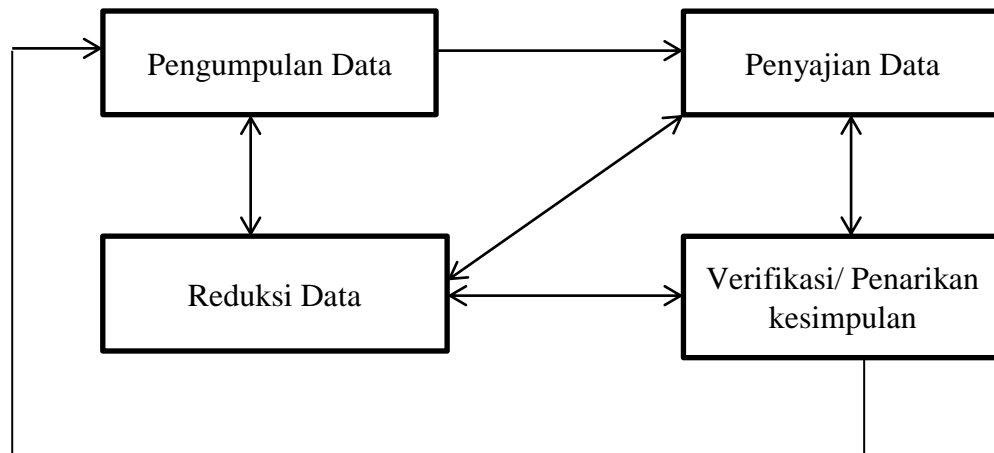 Pengumpulan Data
Penyajian Data
Reduksi Data
Verifikasi/ Penarikan
kesimpulan